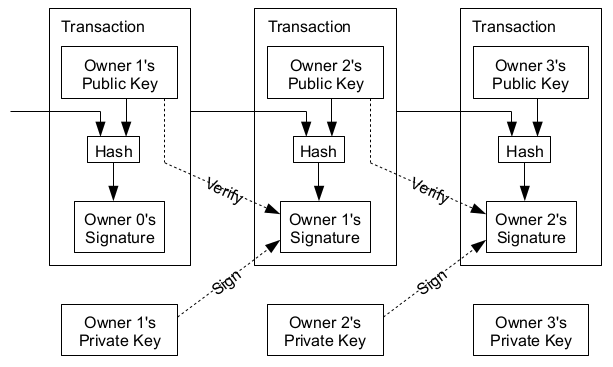 Transaction
Owner 1's
Public Key
Hash
Owner 0's
Signature
Transaction
Owner 2's
Public Key
Hash
Owner 1's
Signature
Transaction
Owner 3's
Public Key
Hash
Owner 2's
Signature
Verify
Verify
Sign
Sign
Owner 1's
Private Key
Owner 2's
Private Key
Owner 3's
Private Key